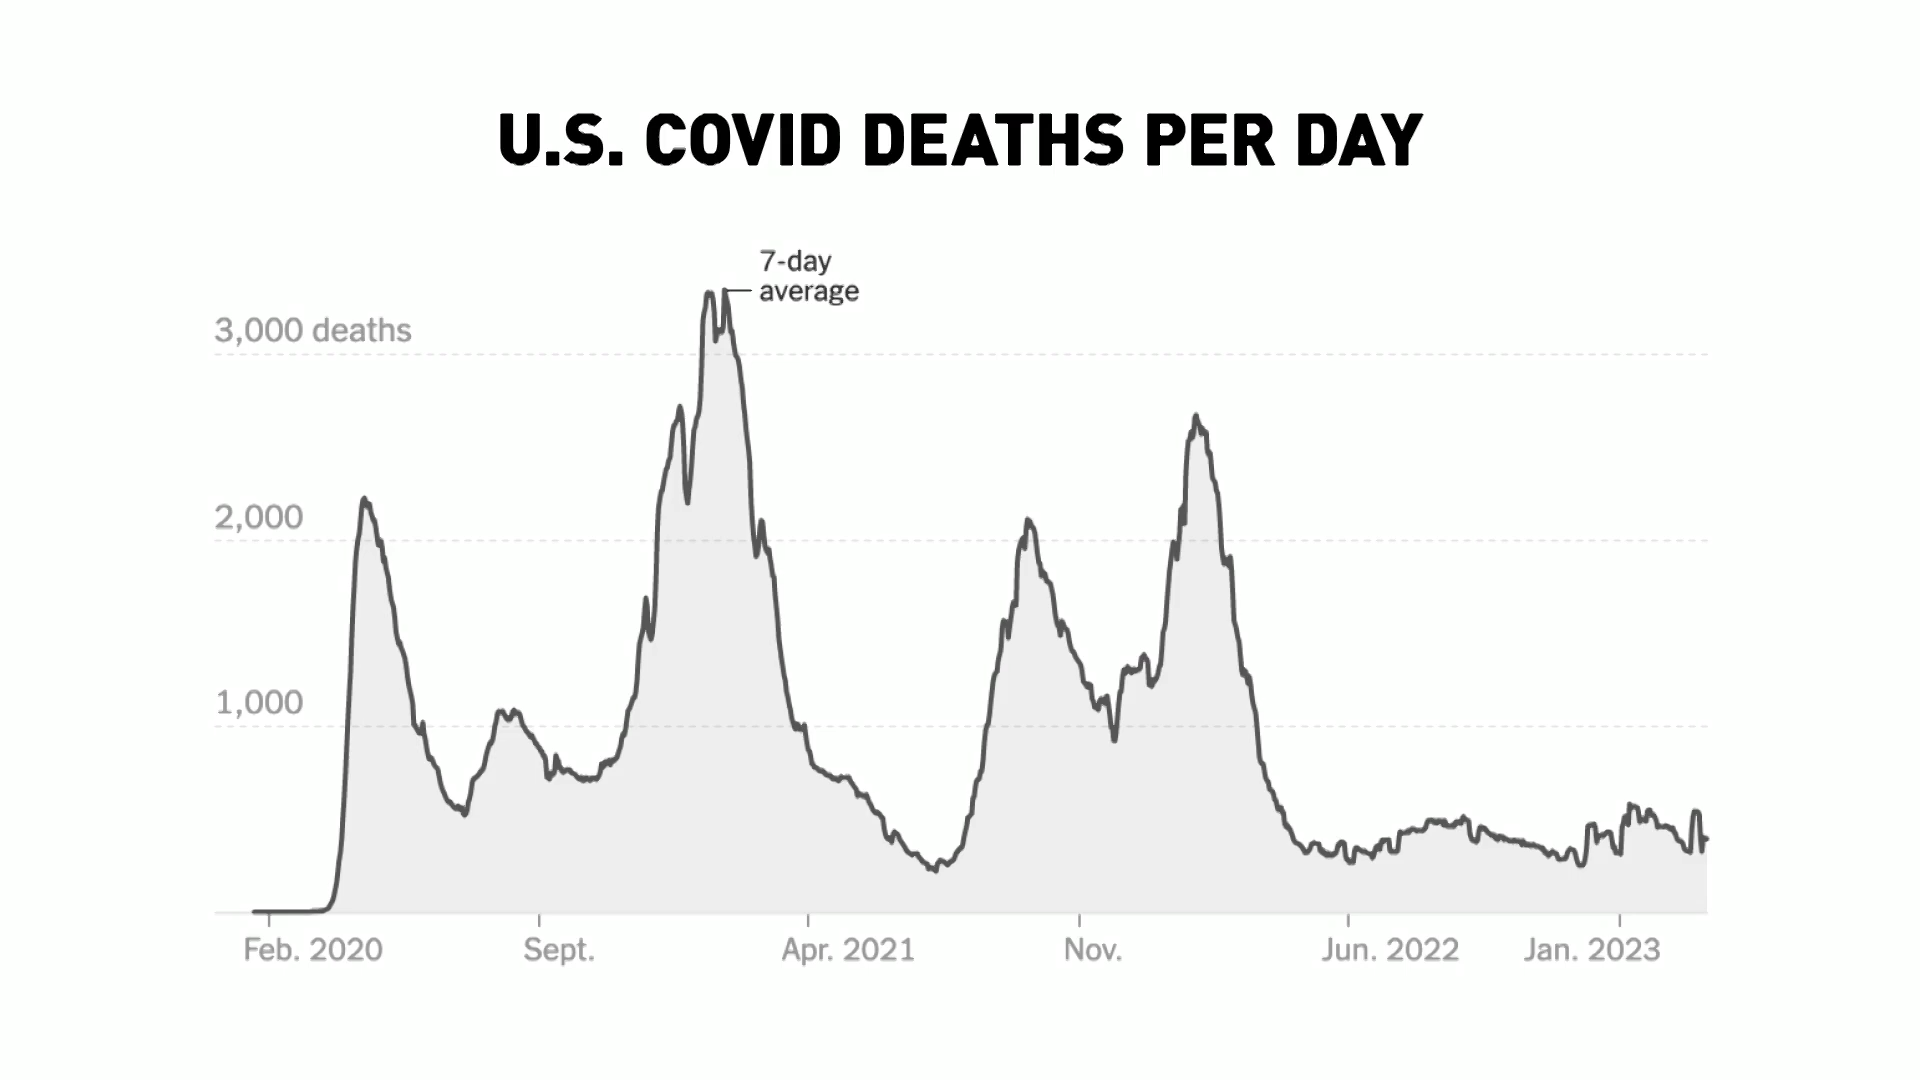 U.S. COVID DEATHS PER DAY
7-day
average
3,000 deaths
2,000
1,000
Feb. 2020
Sept.
Apr. 2021
Nov.
Jun. 2022
Jan. 2023